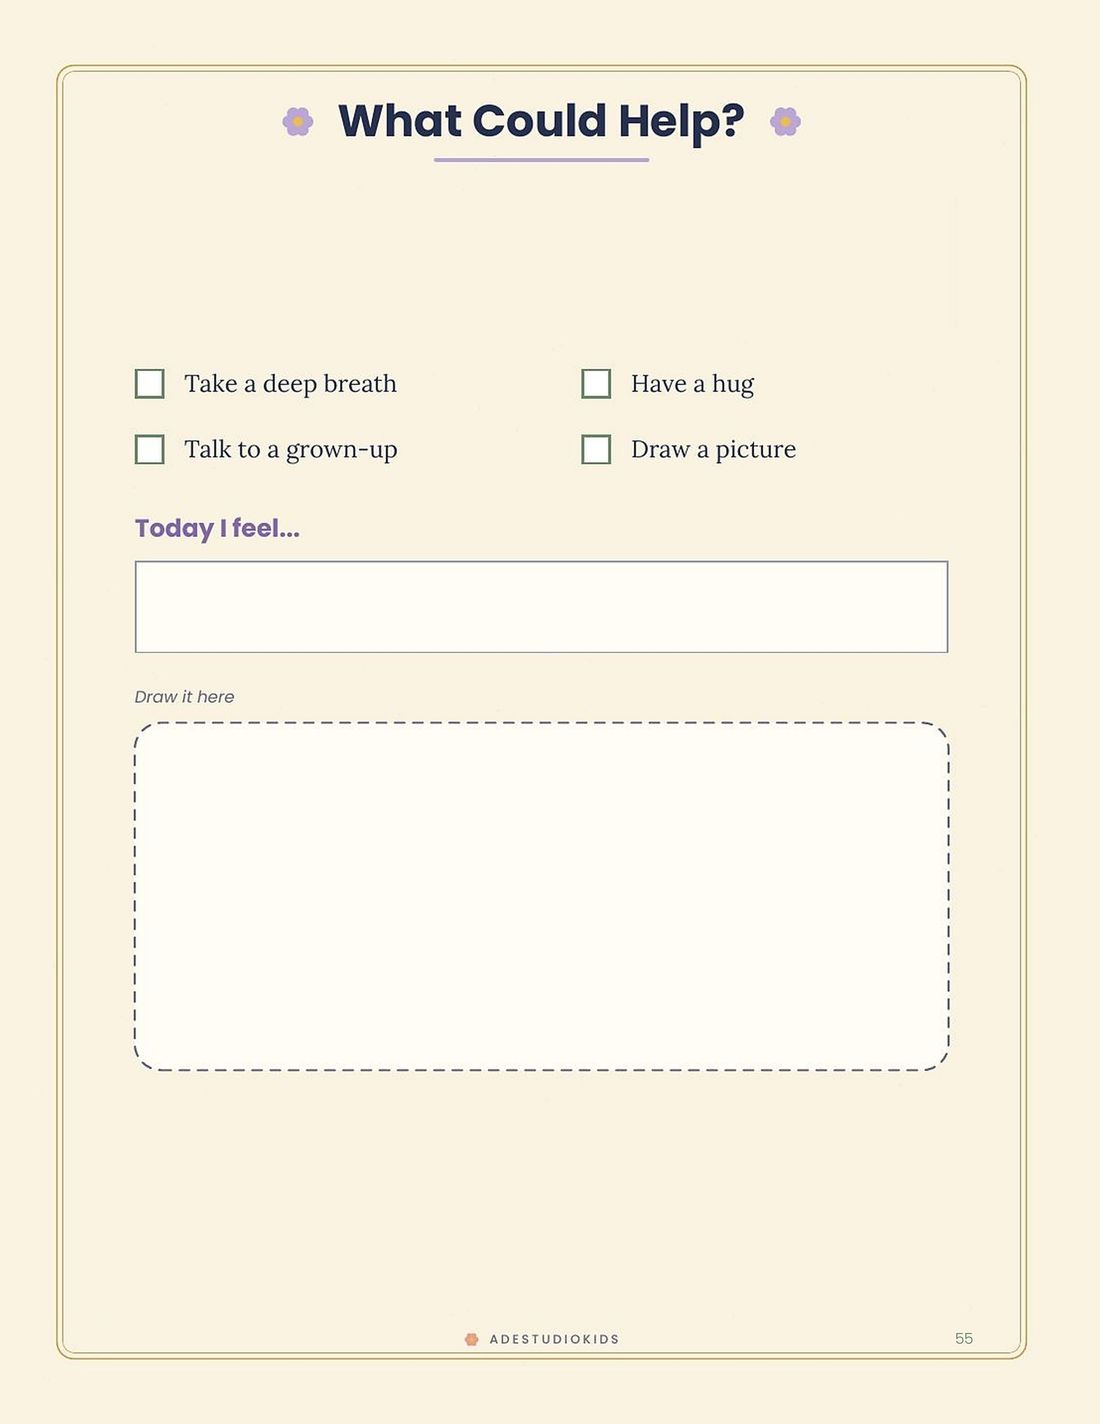 What Could Help?
Take a deep breath
Have a hug
Talk to a grown-up
Draw a picture
Today I feel...
Draw it here
ADESTUDIOKIDS
55